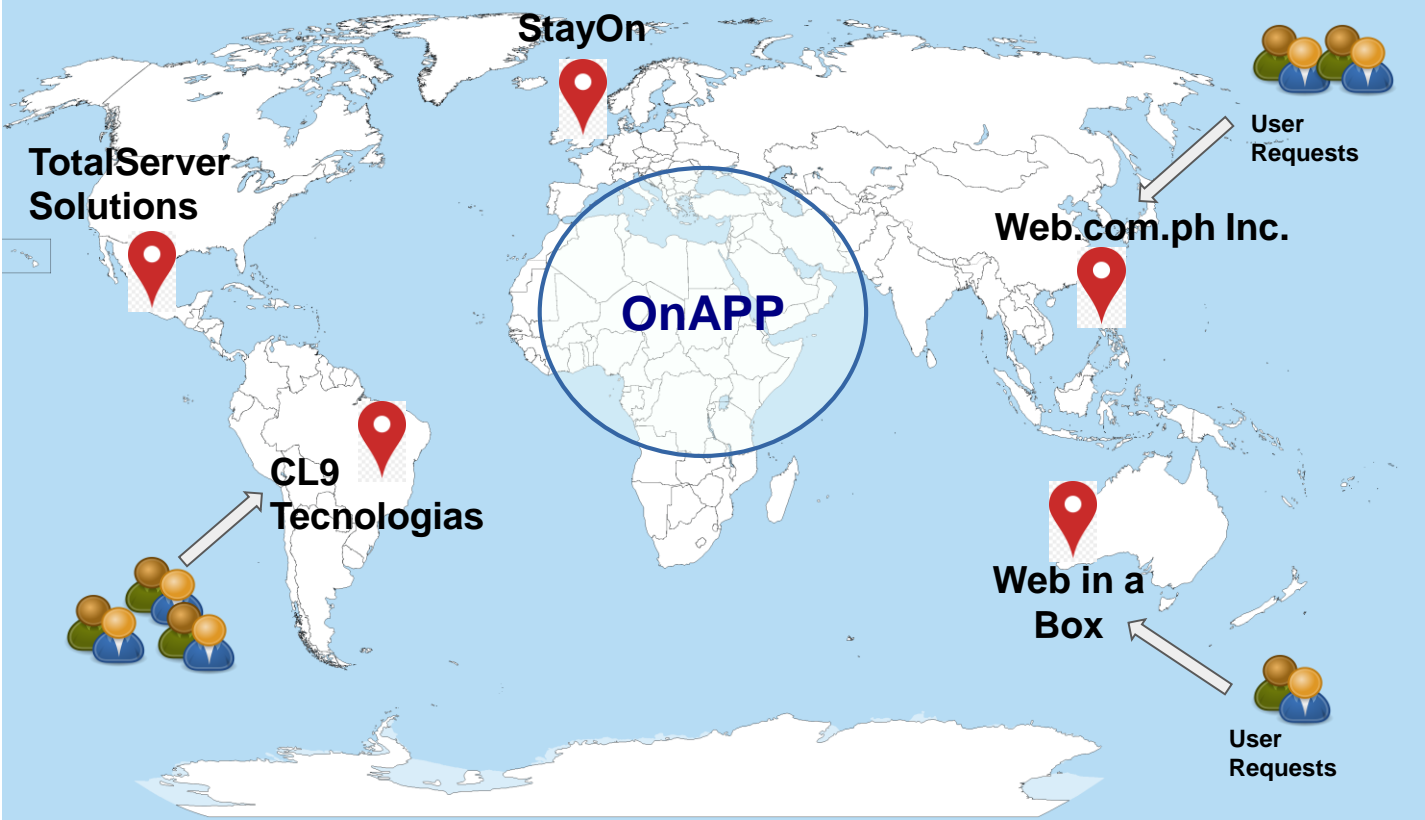 StayOn
User
Requests
TotalServer
Solutions
Web.com.ph Inc.
OnAPP
CL9
Tecnologias
Web in a
Box
User
Requests